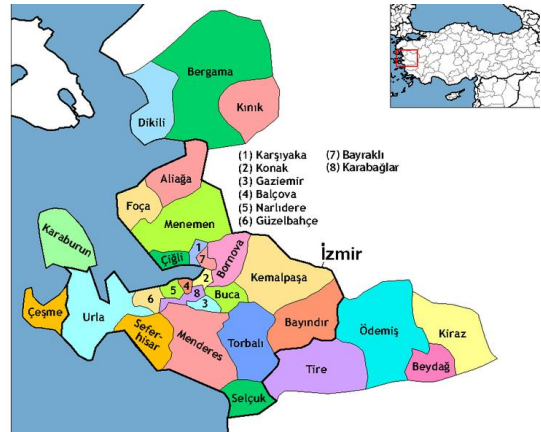 Bergama
Dikili
Kınık
(1) Karşıyaka (7) Bayraklı
(2) Konak (8) Karabağlar
(3) Gaziemir
(4) Balçova
(5) Narlıdere
(6) Güzelbahçe
Aliağa
Foça
Menemen
Karaburun
Çiğli
1
7
Bornova
İzmir
2
Kemalpaşa
4
5
8
6
3
Buca
Çeşme
Urla
Sefer-
hisar
Menderes
Torbalı
Bayındır
Ödemiş
Kiraz
Beydağ
Tire
Selçuk